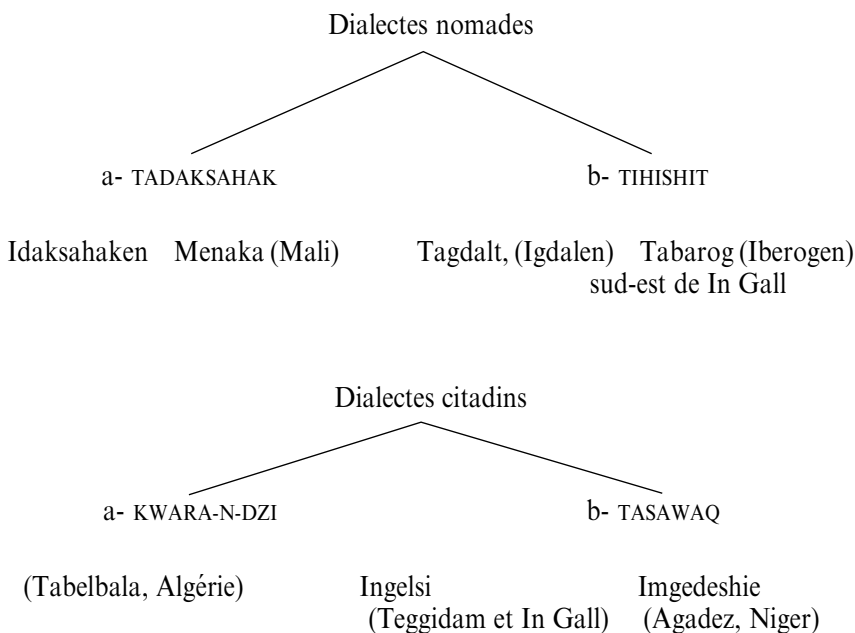 Dialectes nomades
a- TADAKSAHAK b- TIHISHIT
Idaksahaken Menaka (Mali) Tagdalt, (Igdalen) Tabarog (Iberogen)
sud-est de In Gall
Dialectes citadins
a- KWARA-N-DZI b- TASAWAQ
(Tabelbala, Algérie) Ingelsi Imgedeshie
(Teggidam et In Gall) (Agadez, Niger)